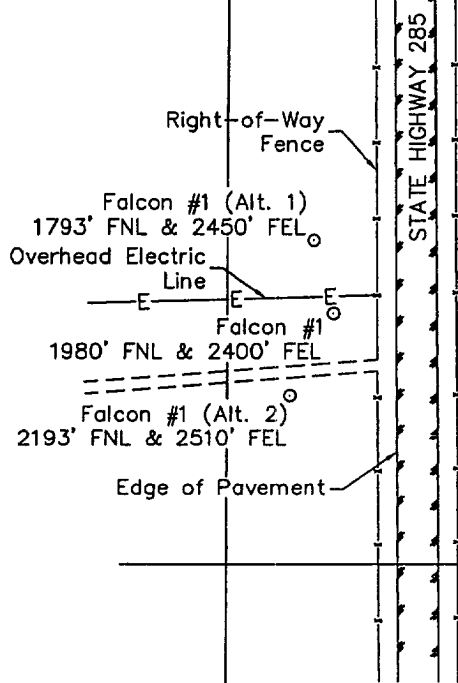 STATE HIGHWAY 285
Right-of-Way
Fence
Falcon #1 (Alt. 1)
1793' FNL & 2450' FEL
Overhead Electric
Line
E E E
Falcon #1
1980' FNL & 2400' FEL
Falcon #1 (Alt. 2)
2193' FNL & 2510' FEL
Edge of Pavement